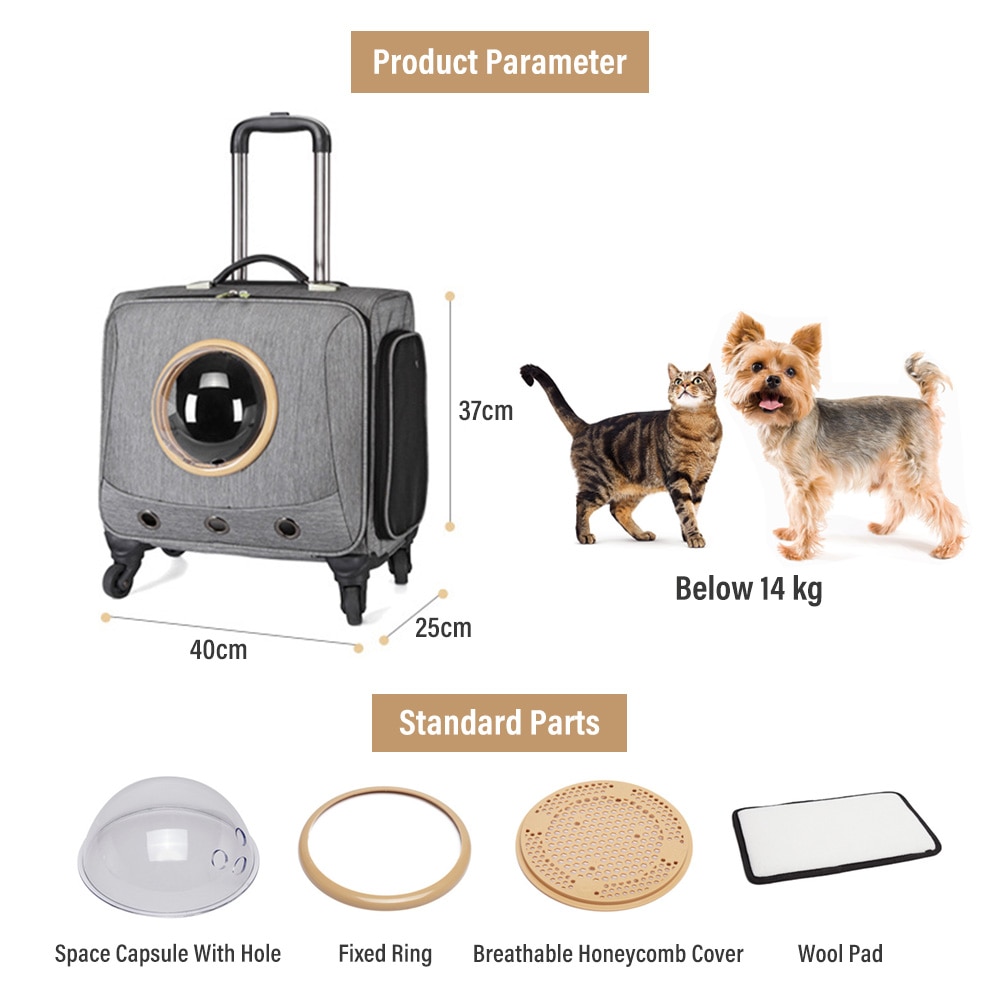 Product Parameter
37cm
Below 14 kg
25cm
40cm
Standard Parts
Space Capsule With Hole
Fixed Ring
Breathable Honeycomb Cover
Wool Pad